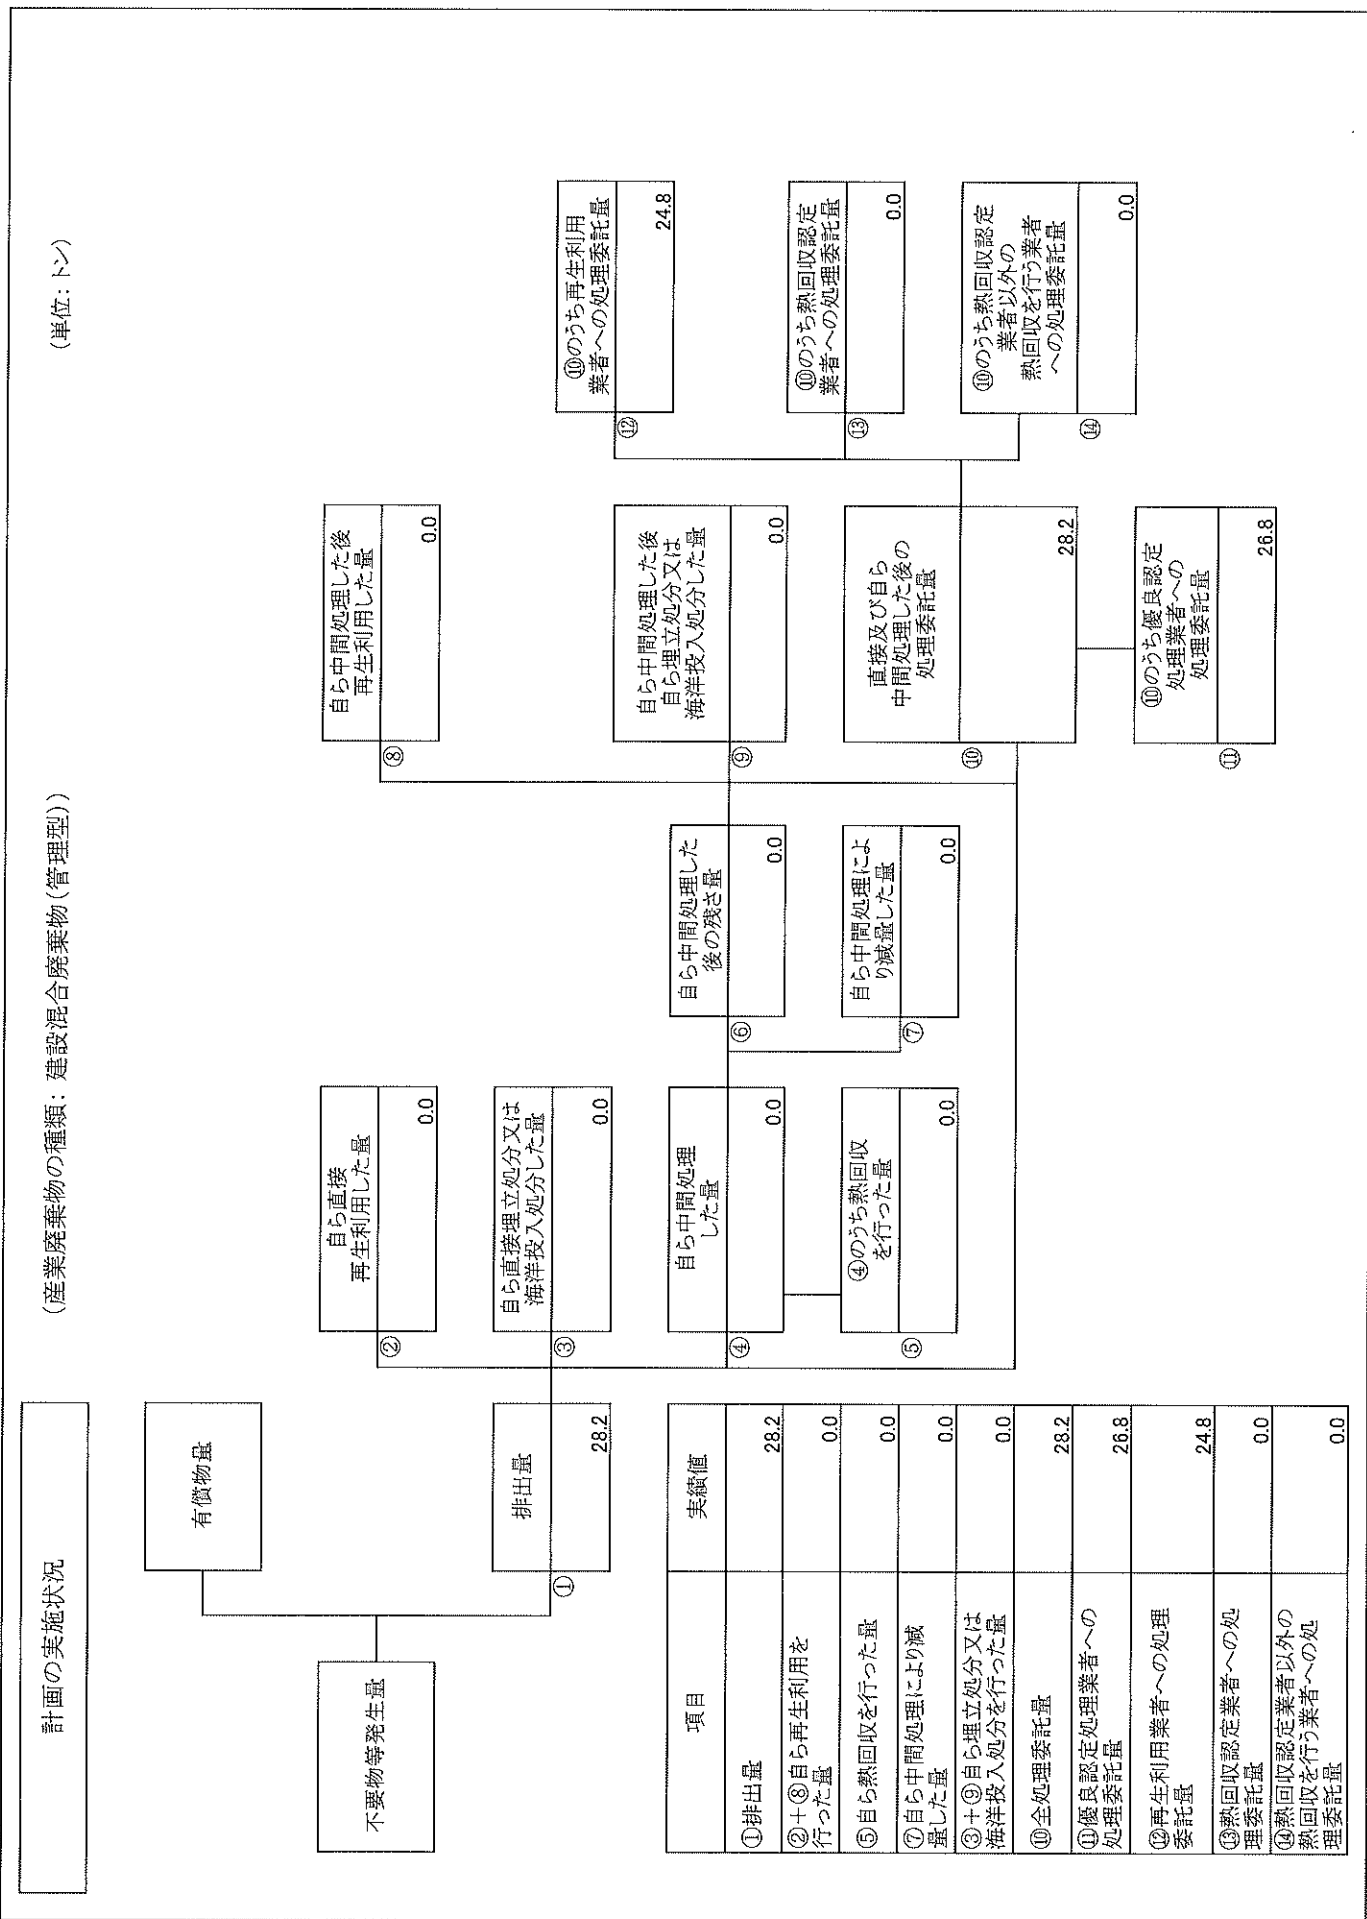 計画の実施状況
(産業廃棄物の種類: 建設混合廃棄物(管理型))
(単位: トン)
不要物等発生量
有償物量
①
排出量
28.2
②
自ら直接
再生利用した量
0.0
③
自ら直接埋立処分又は
海洋投入処分した量
0.0
④
自ら中間処理
した量
0.0
⑤
④のうち熱回収
を行った量
0.0
⑥
自ら中間処理した
後の残さ量
0.0
⑦
自ら中間処理によ
り減量した量
0.0
⑧
自ら中間処理した後
再生利用した量
0.0
⑨
自ら中間処理した後
自ら埋立処分又は
海洋投入処分した量
0.0
⑩
直接及び自ら
中間処理した後の
処理委託量
28.2
⑪
⑩のうち優良認定
処理業者への
処理委託量
26.8
⑫
⑩のうち再生利用
業者への処理委託量
24.8
⑬
⑩のうち熱回収認定
業者への処理委託量
0.0
⑭
⑩のうち熱回収認定
業者以外の
熱回収を行う業者
への処理委託量
0.0
項目
実績値
①排出量
28.2
②+⑧自ら再生利用を
行った量
0.0
⑤自ら熱回収を行った量
0.0
⑦自ら中間処理により減
量した量
0.0
③+⑨自ら埋立処分又は
海洋投入処分を行った量
0.0
⑩全処理委託量
28.2
⑪優良認定処理業者への
処理委託量
26.8
⑫再生利用業者への処理
委託量
24.8
⑬熱回収認定業者への処
理委託量
0.0
⑭熱回収認定業者以外の
熱回収を行う業者への処
理委託量
0.0